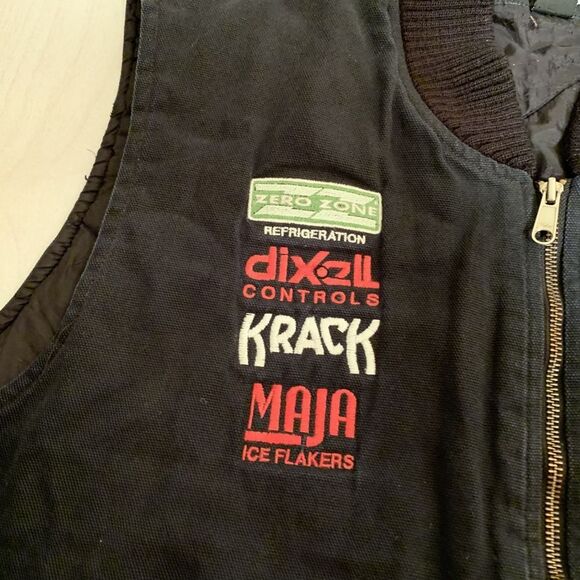 ZERO ZONE
REFRIGERATION
dixell
CONTROLS
KRACK
MAJA
ICE FLAKERS